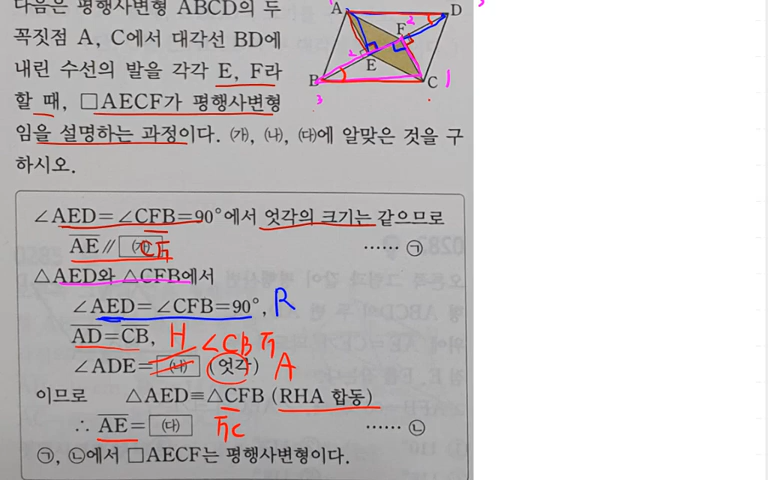 다음은 평행사변형 ABCD의 두
꼭짓점 A, C에서 대각선 BD에
내린 수선의 발을 각각 E, F라
할 때, □AECF가 평행사변형
임을 설명하는 과정이다. ㈎, ㈏, ㈐에 알맞은 것을 구
하시오.
A
D
F
2
2
E
B
C
1
3
∠AED=∠CFB=90°에서 엇각의 크기는 같으므로
AE∥ ㈎ …… ㉠
△AED와 △CFB에서
∠AED=∠CFB=90°, R
AD=CB, H ∠CB
∠ADE= ㈏ (엇각) A
이므로 △AED≡△CFB (RHA 합동)
∴ AE= ㈐ …… ㉡
㉠, ㉡에서 □AECF는 평행사변형이다.